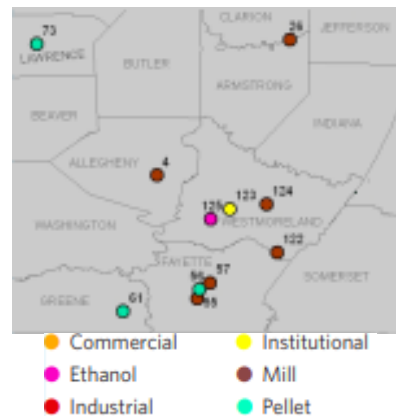 CLARION
26
JEFFERSON
73
LAWRENCE
BUTLER
ARMSTRONG
BEAVER
INDIANA
ALLEGHENY
4
125
123
124
WESTMORELAND
WASHINGTON
122
FAYETTE
57
SOMERSET
GREENE
61
Commercial
Institutional
Ethanol
Mill
Industrial
Pellet